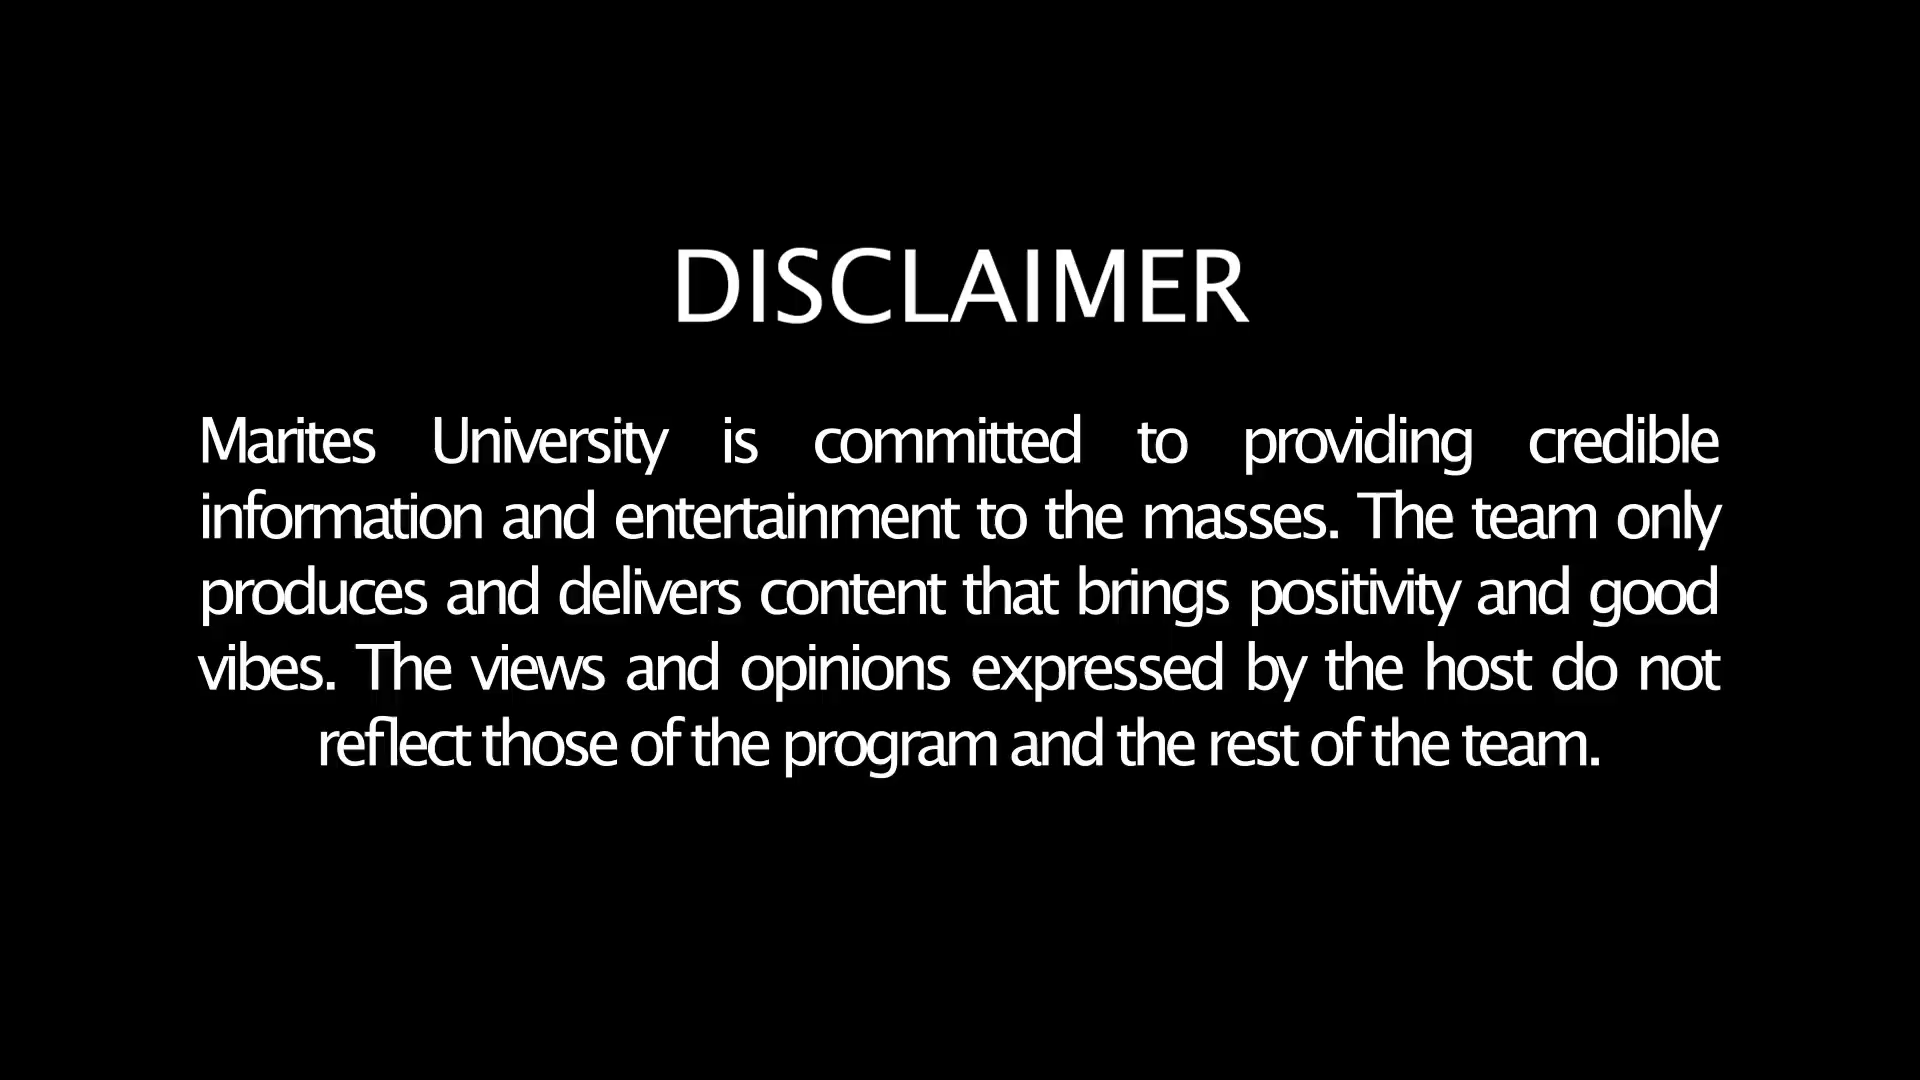 DISCLAIMER
Marites University is committed to providing credible
information and entertainment to the masses. The team only
produces and delivers content that brings positivity and good
vibes. The views and opinions expressed by the host do not
reflect those of the program and the rest of the team.